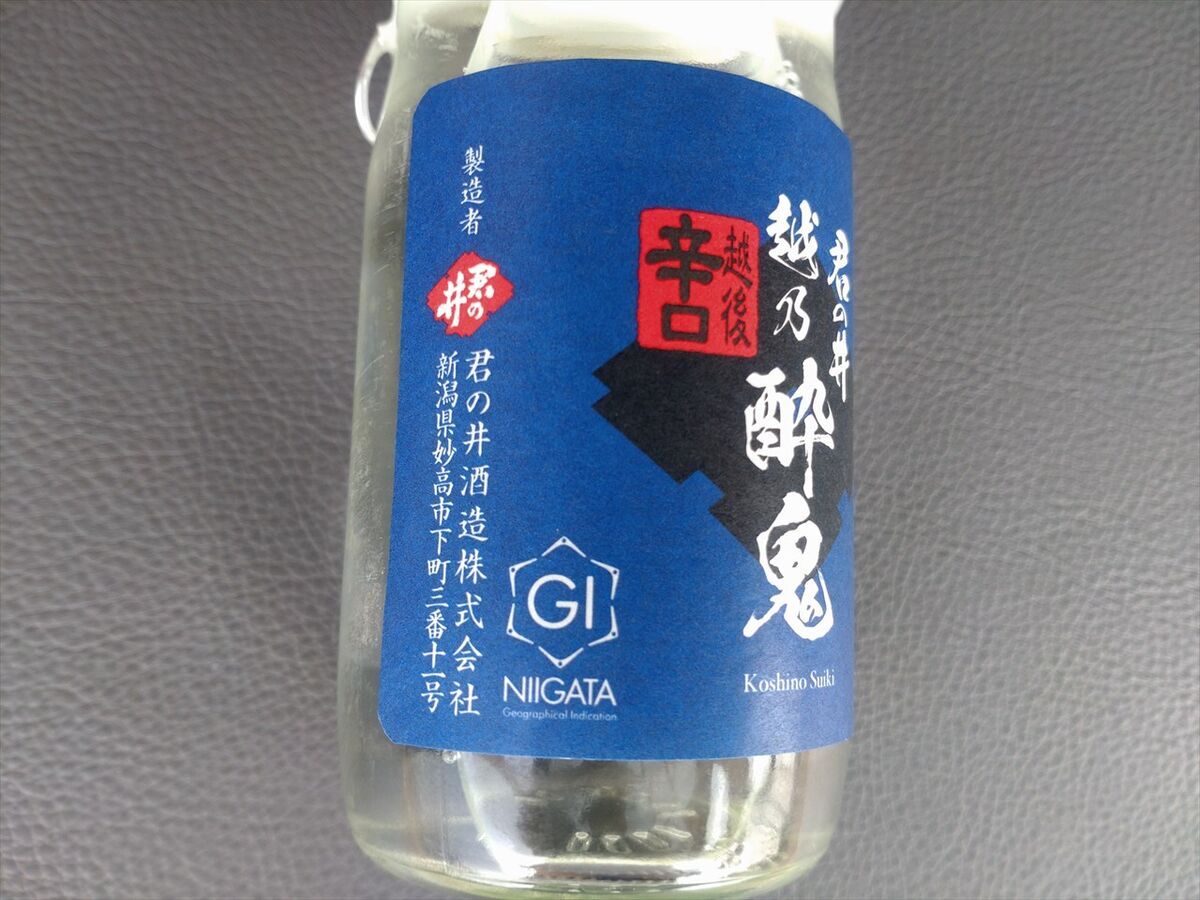 君の井
越乃酔鬼
越後
辛口
Koshino Suiki
製造者
君の
井
君の井酒造株式会社
新潟県妙高市下町三番十一号
GI
NIIGATA
Geographical Indication